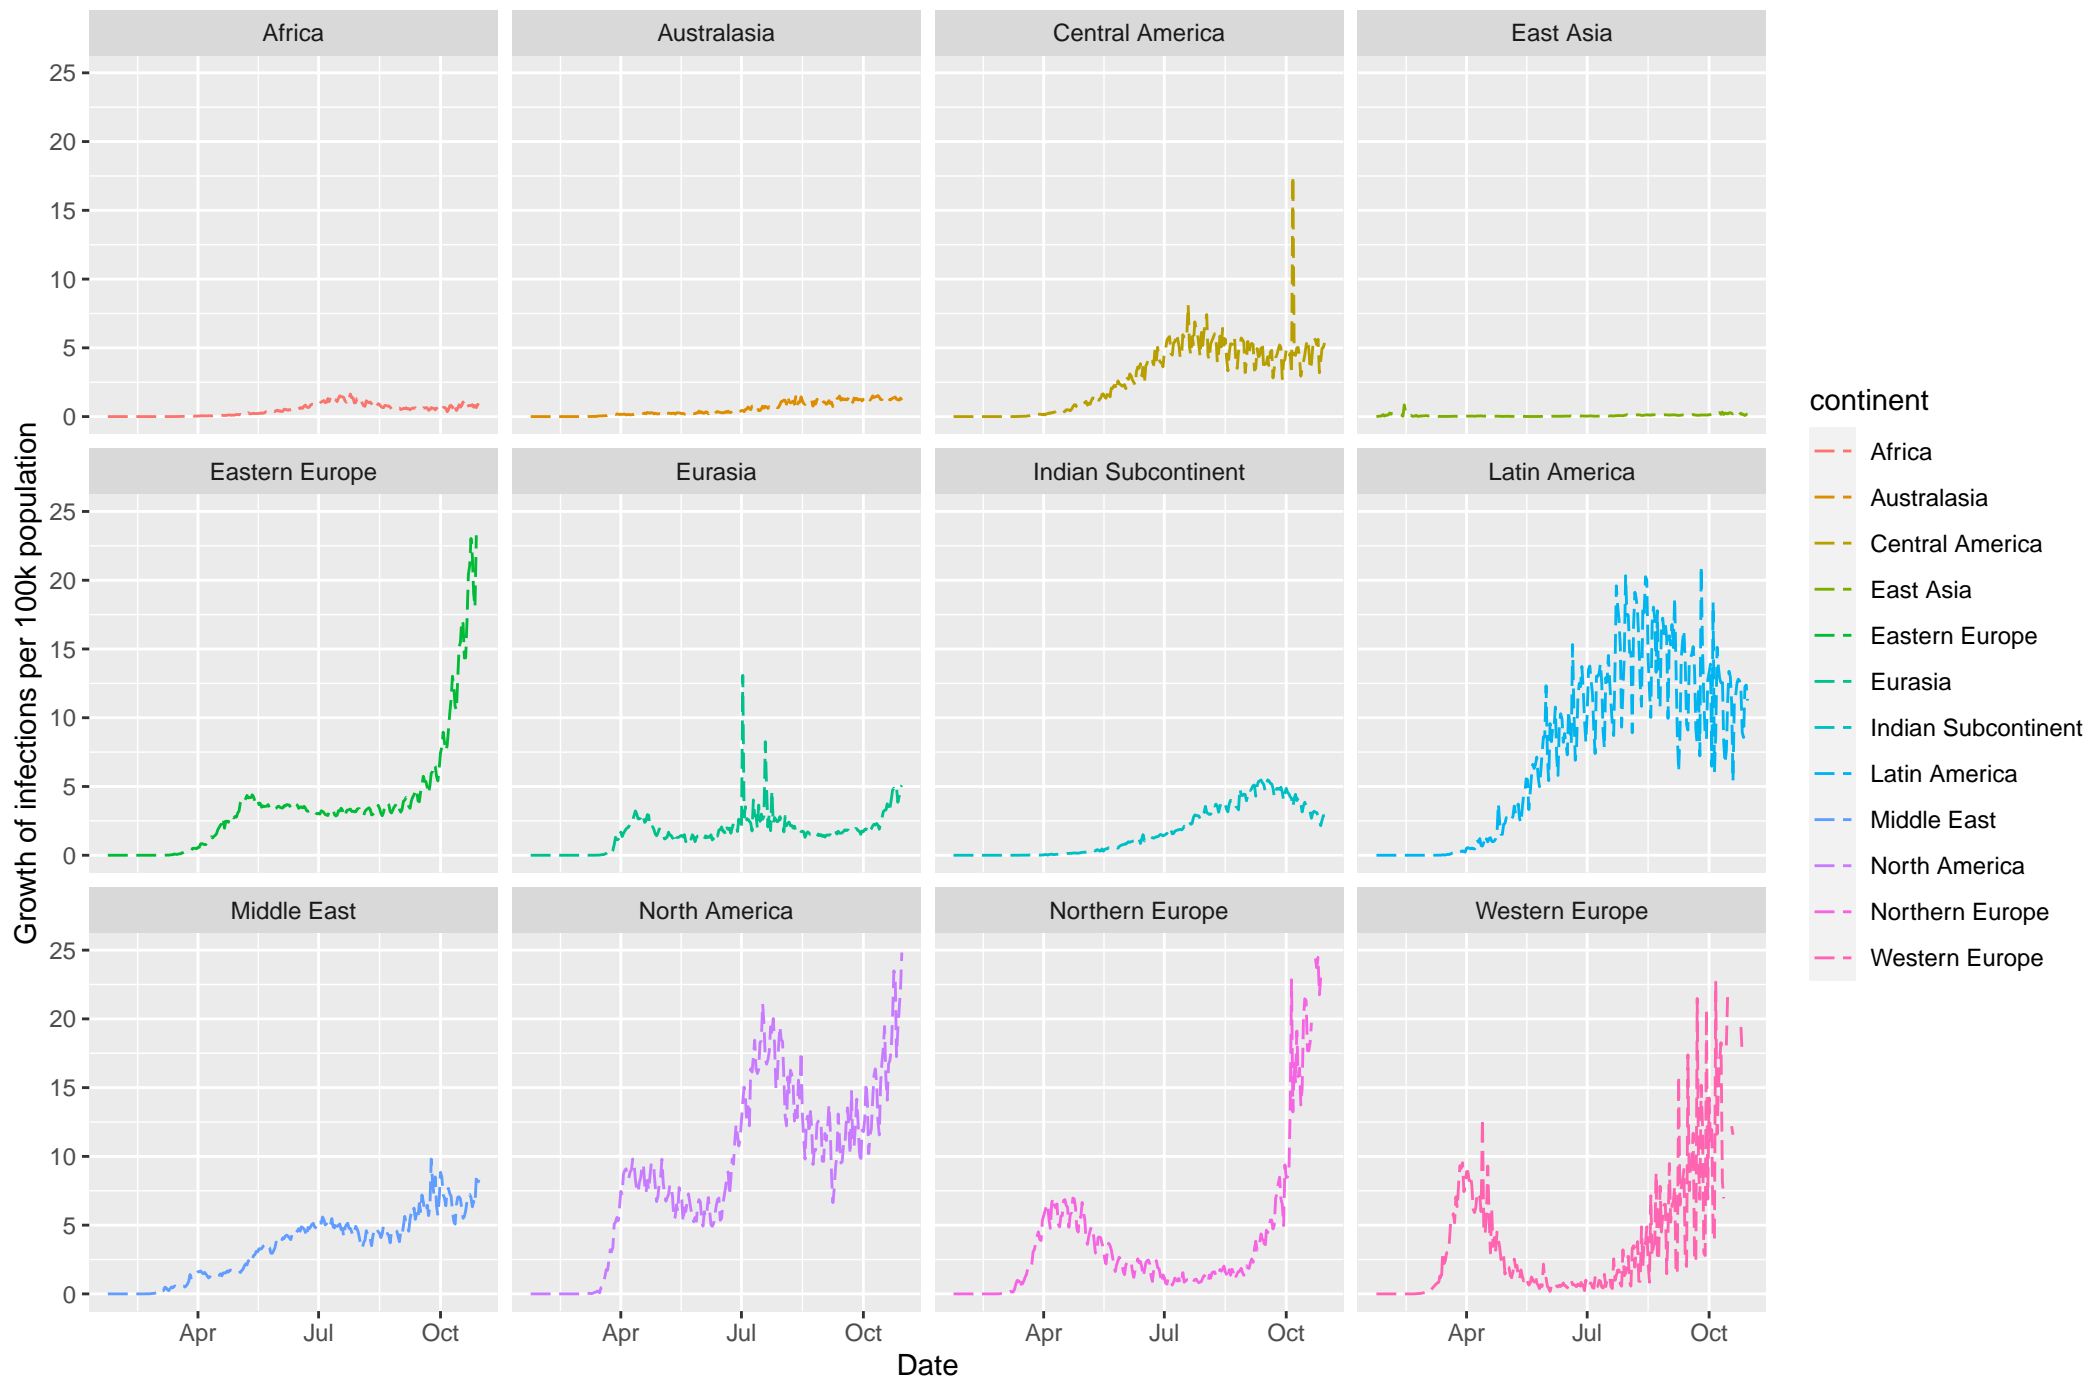 Africa
Australasia
Central America
East Asia
25
20
15
10
5
0
Eastern Europe
Eurasia
Indian Subcontinent
Latin America
25
20
15
10
5
0
Middle East
North America
Northern Europe
Western Europe
25
20
15
10
5
0
Apr
Jul
Oct
Apr
Jul
Oct
Apr
Jul
Oct
Apr
Jul
Oct
Date
Growth of infections per 100k population
continent
Africa
Australasia
Central America
East Asia
Eastern Europe
Eurasia
Indian Subcontinent
Latin America
Middle East
North America
Northern Europe
Western Europe